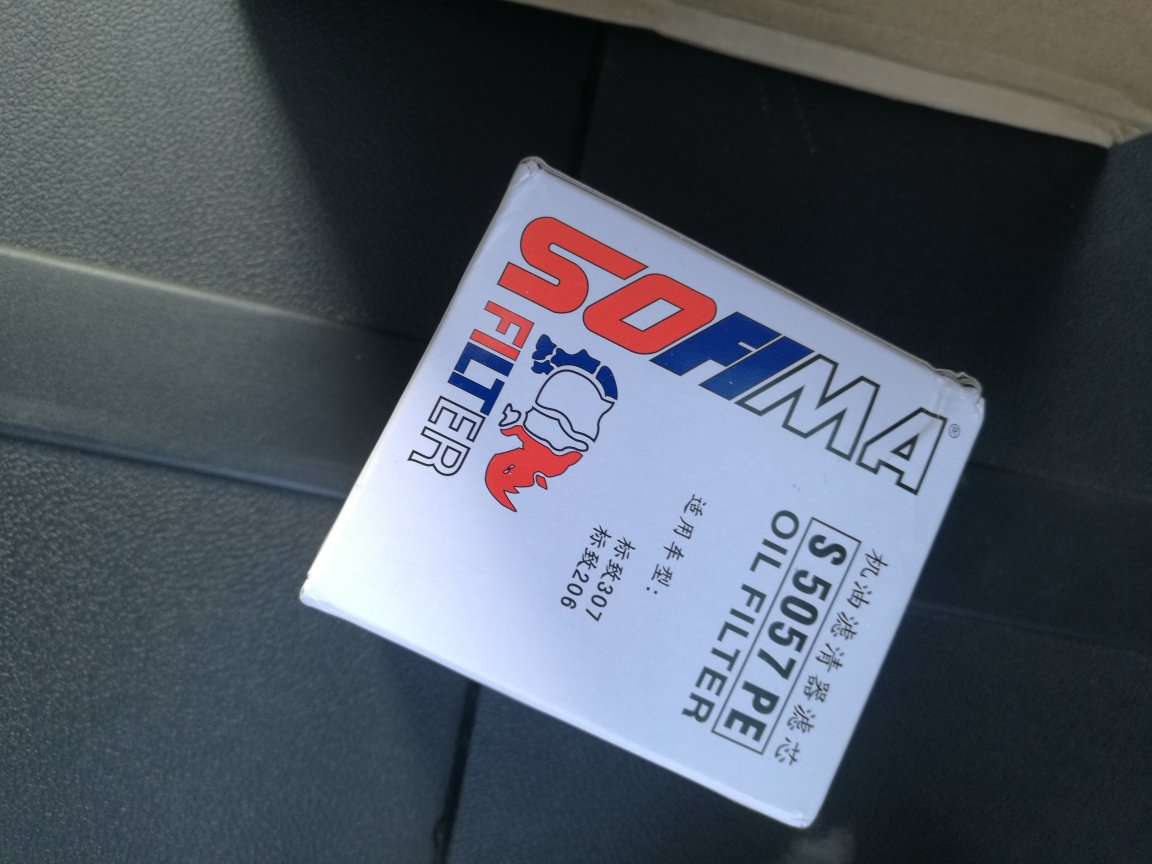 SOFIMA®
FILTER
机油滤清器滤芯
S 5057 PE
OIL FILTER
适用车型:
标致307
标致206